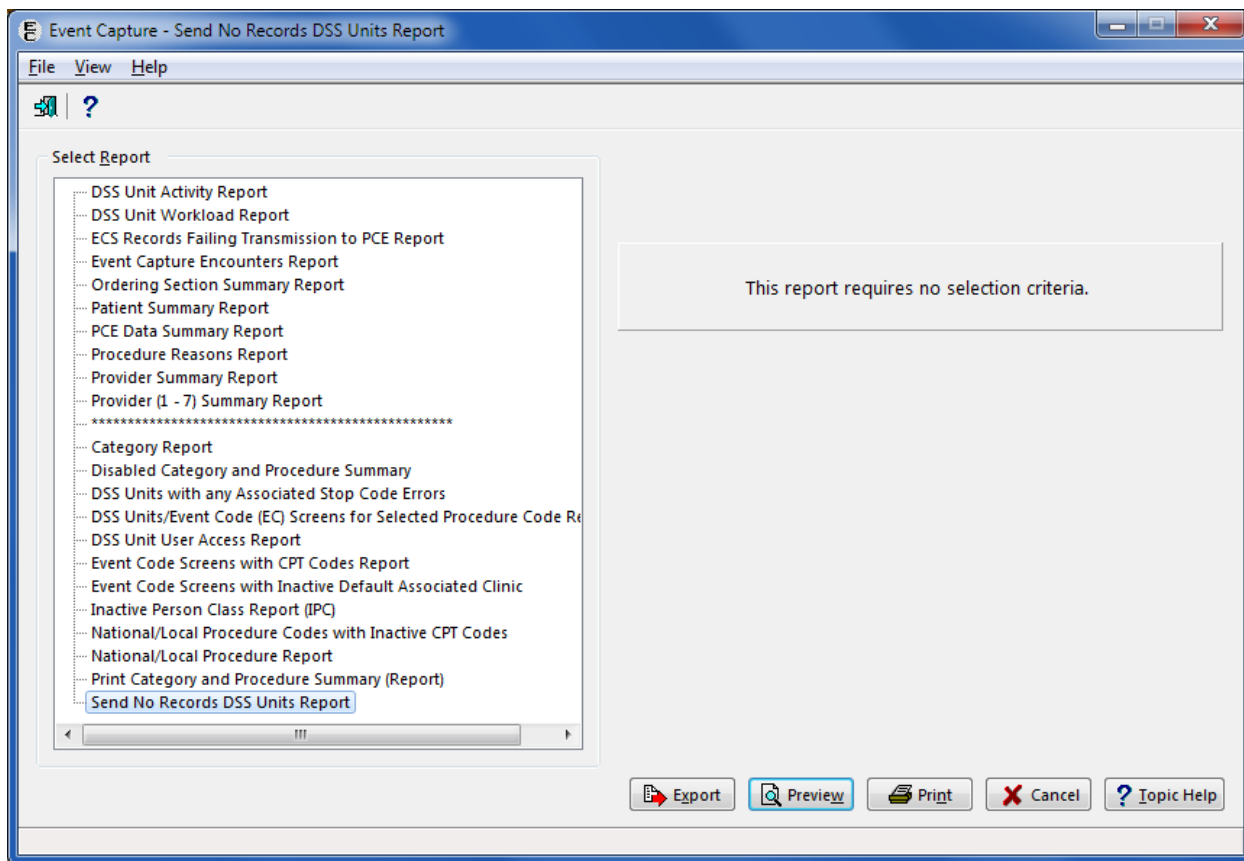 Event Capture - Send No Records DSS Units Report
File View Help
?
Select Report
DSS Unit Activity Report
DSS Unit Workload Report
ECS Records Failing Transmission to PCE Report
Event Capture Encounters Report
Ordering Section Summary Report
Patient Summary Report
PCE Data Summary Report
Procedure Reasons Report
Provider Summary Report
Provider (1 - 7) Summary Report
**************************************************
Category Report
Disabled Category and Procedure Summary
DSS Units with any Associated Stop Code Errors
DSS Units/Event Code (EC) Screens for Selected Procedure Code Re
DSS Unit User Access Report
Event Code Screens with CPT Codes Report
Event Code Screens with Inactive Default Associated Clinic
Inactive Person Class Report (IPC)
National/Local Procedure Codes with Inactive CPT Codes
National/Local Procedure Report
Print Category and Procedure Summary (Report)
Send No Records DSS Units Report
This report requires no selection criteria.
Export Preview Print Cancel ? Topic Help